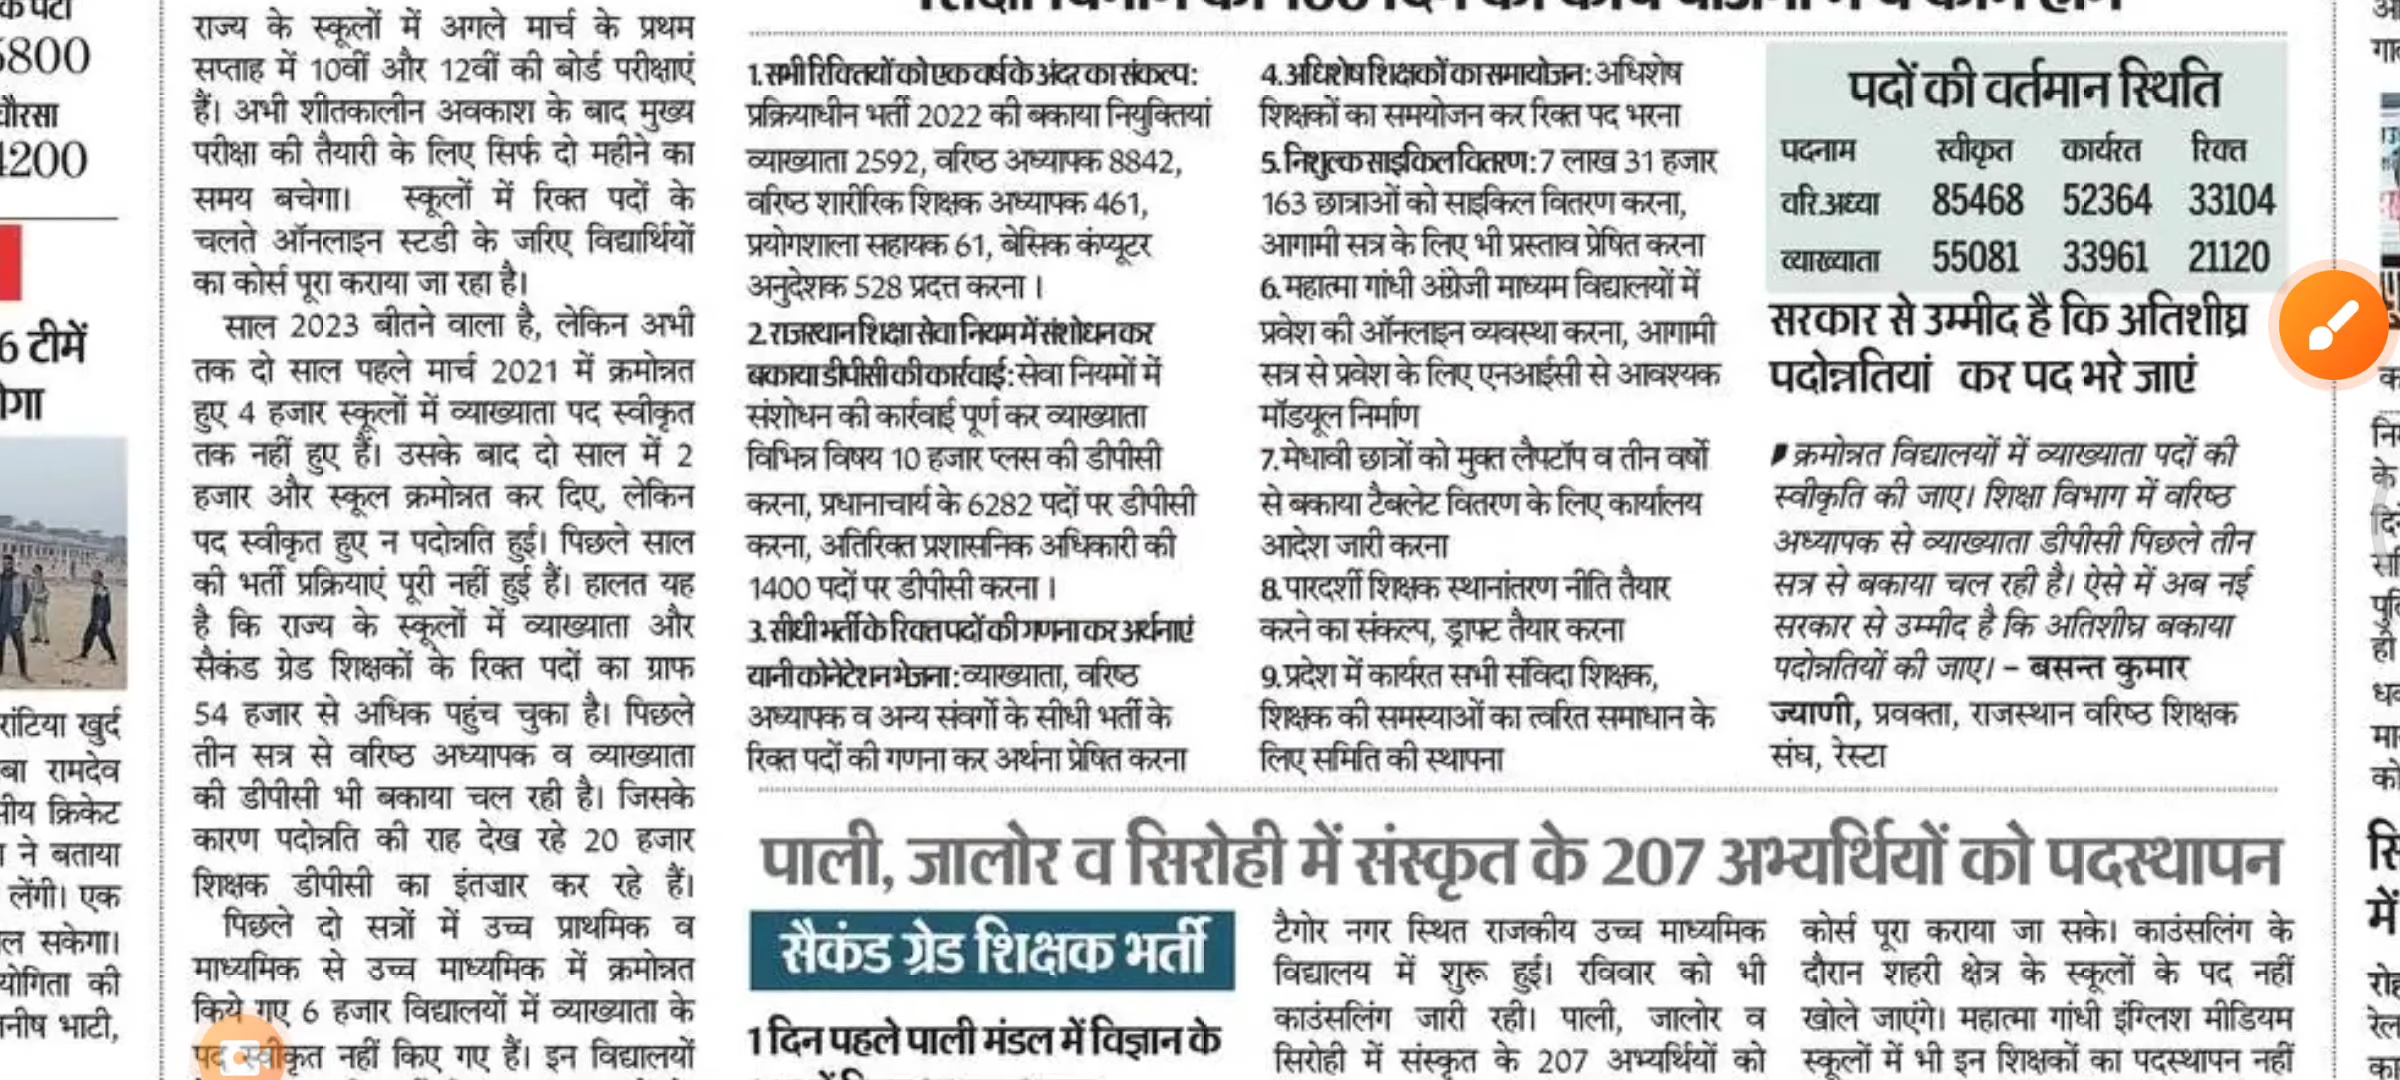 5800
चौरसा
4200
6 टीमें
रांटिया खुर्द
बा रामदेव
ने बताया
लेंगी। एक
योगिता की
राज्य के स्कूलों में अगले मार्च के प्रथम
सप्ताह में 10वीं और 12वीं की बोर्ड परीक्षाएं
हैं। अभी शीतकालीन अवकाश के बाद मुख्य
परीक्षा की तैयारी के लिए सिर्फ दो महीने का
समय बचेगा। स्कूलों में रिक्त पदों के
चलते ऑनलाइन स्टडी के जरिए विद्यार्थियों
का कोर्स पूरा कराया जा रहा है।
साल 2023 बीतने वाला है, लेकिन अभी
तक दो साल पहले मार्च 2021 में क्रमोन्नत
हुए 4 हजार स्कूलों में व्याख्याता पद स्वीकृत
तक नहीं हुए हैं। उसके बाद दो साल में 2
हजार और स्कूल क्रमोन्नत कर दिए, लेकिन
पद स्वीकृत हुए न पदोन्नति हुई। पिछले साल
की भर्ती प्रक्रियाएं पूरी नहीं हुई हैं। हालत यह
है कि राज्य के स्कूलों में व्याख्याता और
सैकंड ग्रेड शिक्षकों के रिक्त पदों का ग्राफ
54 हजार से अधिक पहुंच चुका है। पिछले
तीन सत्र से वरिष्ठ अध्यापक व व्याख्याता
की डीपीसी भी बकाया चल रही है। जिसके
कारण पदोन्नति की राह देख रहे 20 हजार
शिक्षक डीपीसी का इंतजार कर रहे हैं।
पिछले दो सत्रों में उच्च प्राथमिक व
माध्यमिक से उच्च माध्यमिक में क्रमोन्नत
किये गए 6 हजार विद्यालयों में व्याख्याता के
पद स्वीकृत नहीं किए गए हैं। इन विद्यालयों
1.सभी रिक्तियों को एक वर्ष के अंदर का संकल्प:
प्रक्रियाधीन भर्ती 2022 की बकाया नियुक्तियां
व्याख्याता 2592, वरिष्ठ अध्यापक 8842,
वरिष्ठ शारीरिक शिक्षक अध्यापक 461,
प्रयोगशाला सहायक 61, बेसिक कंप्यूटर
अनुदेशक 528 प्रदत्त करना ।
2.राजस्थान शिक्षा सेवा नियम में संशोधन कर
बकाया डीपीसी की कार्रवाई:सेवा नियमों में
संशोधन की कार्रवाई पूर्ण कर व्याख्याता
विभिन्न विषय 10 हजार प्लस की डीपीसी
करना, प्रधानाचार्य के 6282 पदों पर डीपीसी
करना, अतिरिक्त प्रशासनिक अधिकारी की
1400 पदों पर डीपीसी करना ।
3.सीधी भर्ती के रिक्त पदों की गणना कर अर्थनाएं
यानी कोनेटेशन भेजना:व्याख्याता, वरिष्ठ
अध्यापक व अन्य संवर्गो के सीधी भर्ती के
रिक्त पदों की गणना कर अर्थना प्रेषित करना
4.अधिशेष शिक्षकों का समायोजन:अधिशेष
शिक्षकों का समयोजन कर रिक्त पद भरना
5.निशुल्क साइकिल वितरण:7 लाख 31 हजार
163 छात्राओं को साइकिल वितरण करना,
आगामी सत्र के लिए भी प्रस्ताव प्रेषित करना
6.महात्मा गांधी अंग्रेजी माध्यम विद्यालयों में
प्रवेश की ऑनलाइन व्यवस्था करना, आगामी
सत्र से प्रवेश के लिए एनआईसी से आवश्यक
मॉडयूल निर्माण
7.मेधावी छात्रों को मुक्त लैपटॉप व तीन वर्षो
से बकाया टैबलेट वितरण के लिए कार्यालय
आदेश जारी करना
8.पारदर्शी शिक्षक स्थानांतरण नीति तैयार
करने का संकल्प, ड्राफ्ट तैयार करना
9.प्रदेश में कार्यरत सभी संविदा शिक्षक,
शिक्षक की समस्याओं का त्वरित समाधान के
लिए समिति की स्थापना
पदों की वर्तमान स्थिति
पदनाम स्वीकृत कार्यरत रिक्त
वरि.अध्या 85468 52364 33104
व्याख्याता 55081 33961 21120
सरकार से उम्मीद है कि अतिशीघ्र
पदोन्नतियां कर पद भरे जाएं
क्रमोन्नत विद्यालयों में व्याख्याता पदों की
स्वीकृति की जाए। शिक्षा विभाग में वरिष्ठ
अध्यापक से व्याख्याता डीपीसी पिछले तीन
सत्र से बकाया चल रही है। ऐसे में अब नई
सरकार से उम्मीद है कि अतिशीघ्र बकाया
पदोन्नतियों की जाए। – बसन्त कुमार
ज्याणी, प्रवक्ता, राजस्थान वरिष्ठ शिक्षक
संघ, रेस्टा
पाली, जालोर व सिरोही में संस्कृत के 207 अभ्यर्थियों को पदस्थापन
सैकंड ग्रेड शिक्षक भर्ती
1 दिन पहले पाली मंडल में विज्ञान के
टैगोर नगर स्थित राजकीय उच्च माध्यमिक
विद्यालय में शुरू हुई। रविवार को भी
काउंसलिंग जारी रही। पाली, जालोर व
सिरोही में संस्कृत के 207 अभ्यर्थियों को
कोर्स पूरा कराया जा सके। काउंसलिंग के
दौरान शहरी क्षेत्र के स्कूलों के पद नहीं
खोले जाएंगे। महात्मा गांधी इंग्लिश मीडियम
स्कूलों में भी इन शिक्षकों का पदस्थापन नहीं